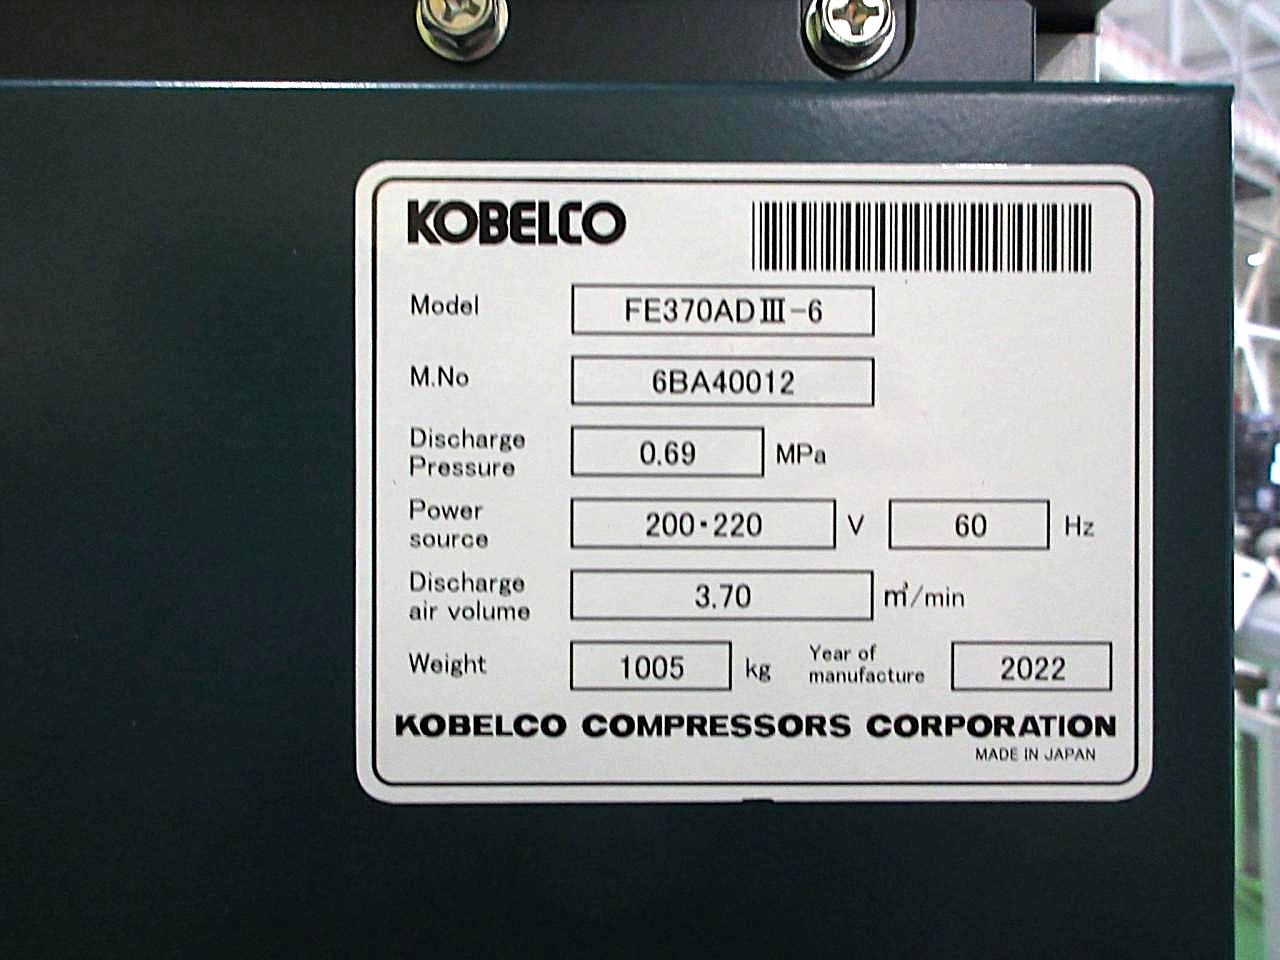 KOBELCO
Model FE370ADⅢ-6
M.No 6BA40012
Discharge Pressure 0.69 MPa
Power source 200・220 V 60 Hz
Discharge air volume 3.70 ㎥/min
Weight 1005 kg Year of manufacture 2022
KOBELCO COMPRESSORS CORPORATION
MADE IN JAPAN